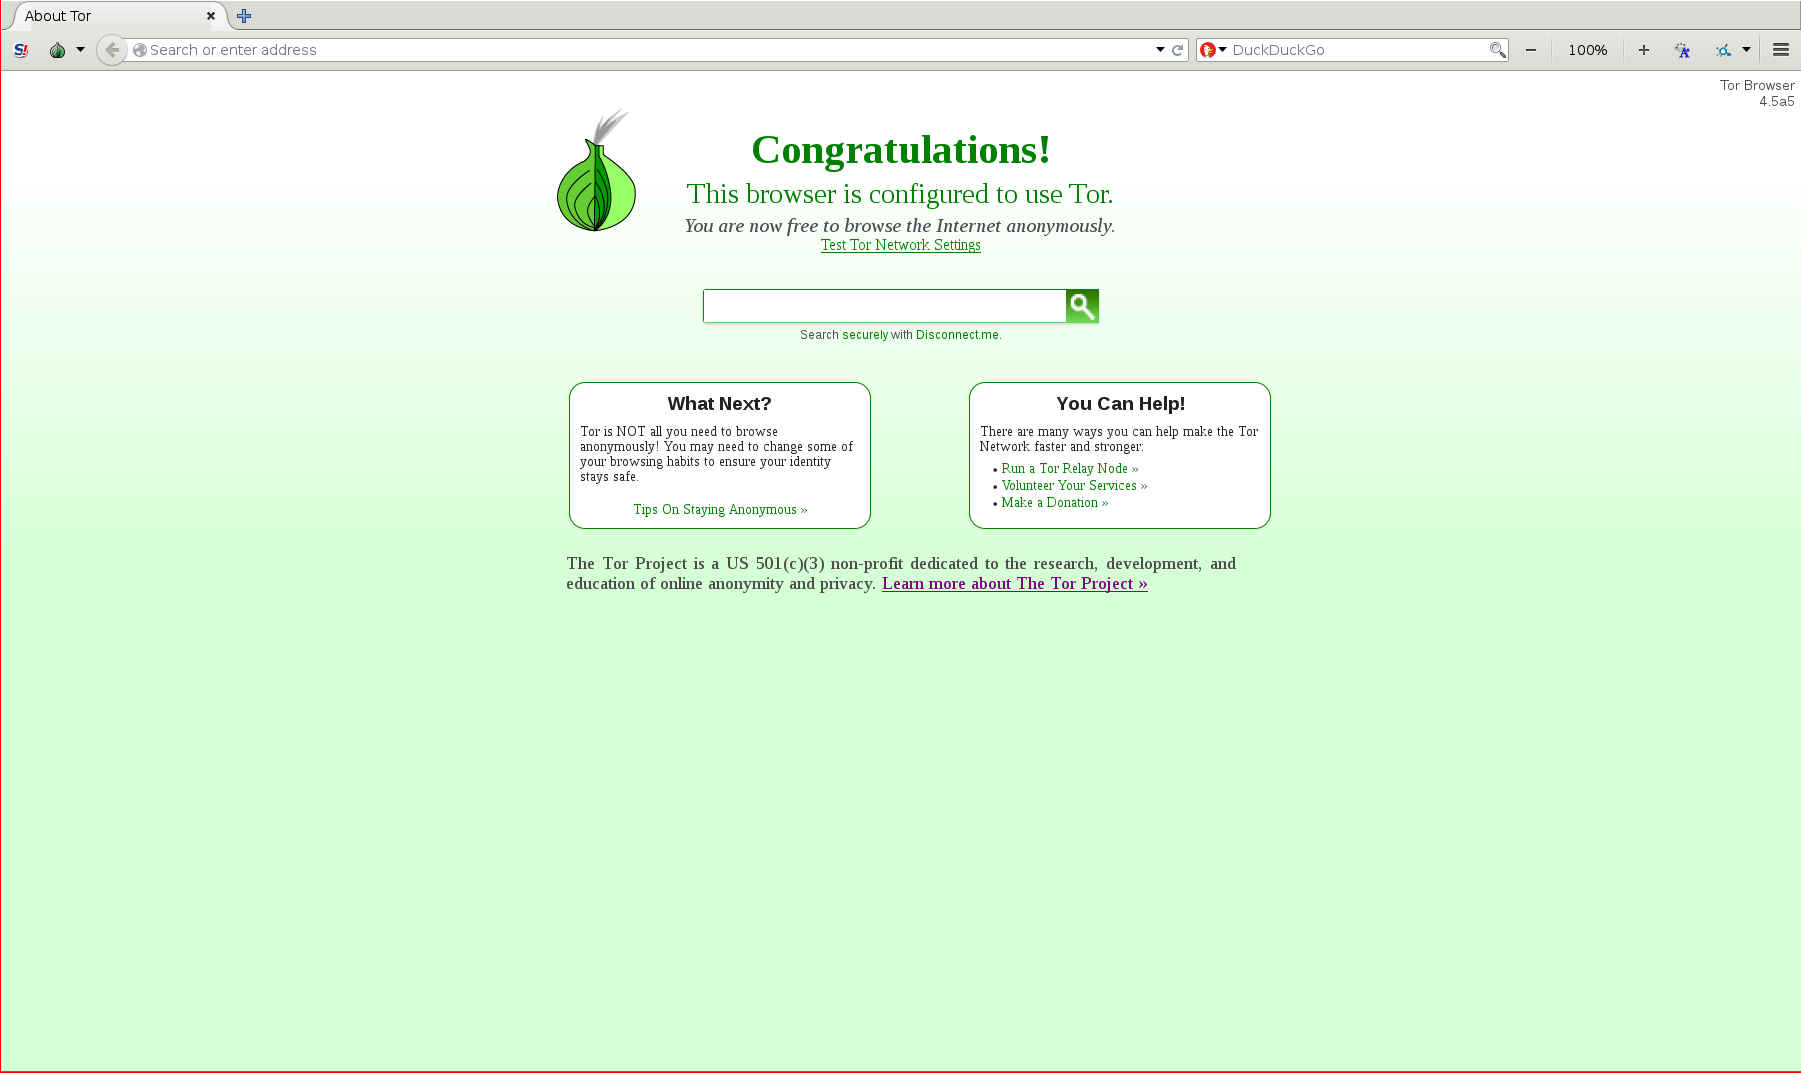 About Tor
Search or enter address
DuckDuckGo
100%
Tor Browser
4.5a5
Congratulations!
This browser is configured to use Tor.
You are now free to browse the Internet anonymously.
Test Tor Network Settings
Search securely with Disconnect.me.
What Next?
Tor is NOT all you need to browse
anonymously! You may need to change some of
your browsing habits to ensure your identity
stays safe.
Tips On Staying Anonymous »
You Can Help!
There are many ways you can help make the Tor
Network faster and stronger:
• Run a Tor Relay Node »
• Volunteer Your Services »
• Make a Donation »
The Tor Project is a US 501(c)(3) non-profit dedicated to the research, development, and
education of online anonymity and privacy. Learn more about The Tor Project »